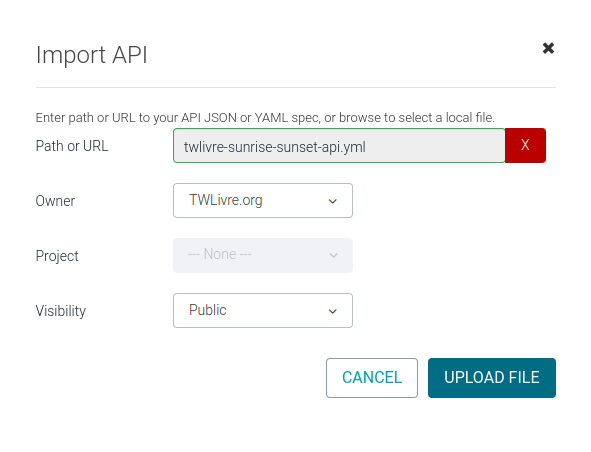 Import API
✖
Enter path or URL to your API JSON or YAML spec, or browse to select a local file.
Path or URL twlivre-sunrise-sunset-api.yml X
Owner TWLivre.org
Project --- None ---
Visibility Public
CANCEL UPLOAD FILE